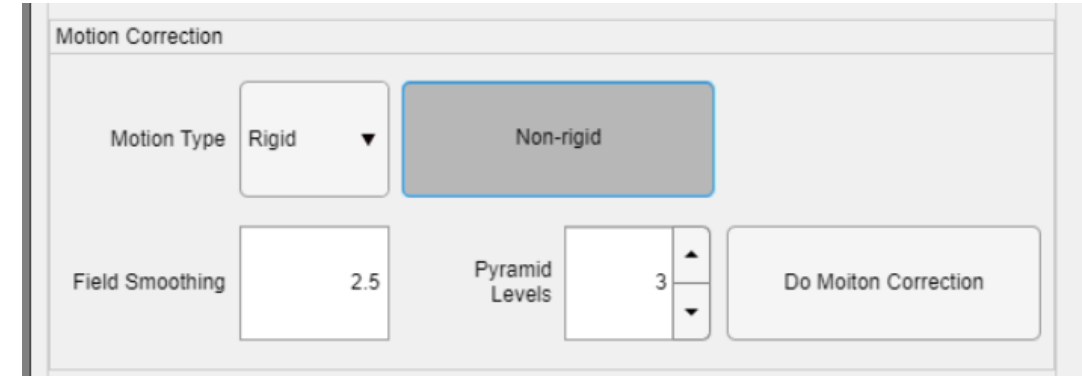 Motion Correction
Motion Type
Rigid
Non-rigid
Field Smoothing
2.5
Pyramid
Levels
3
Do Moiton Correction